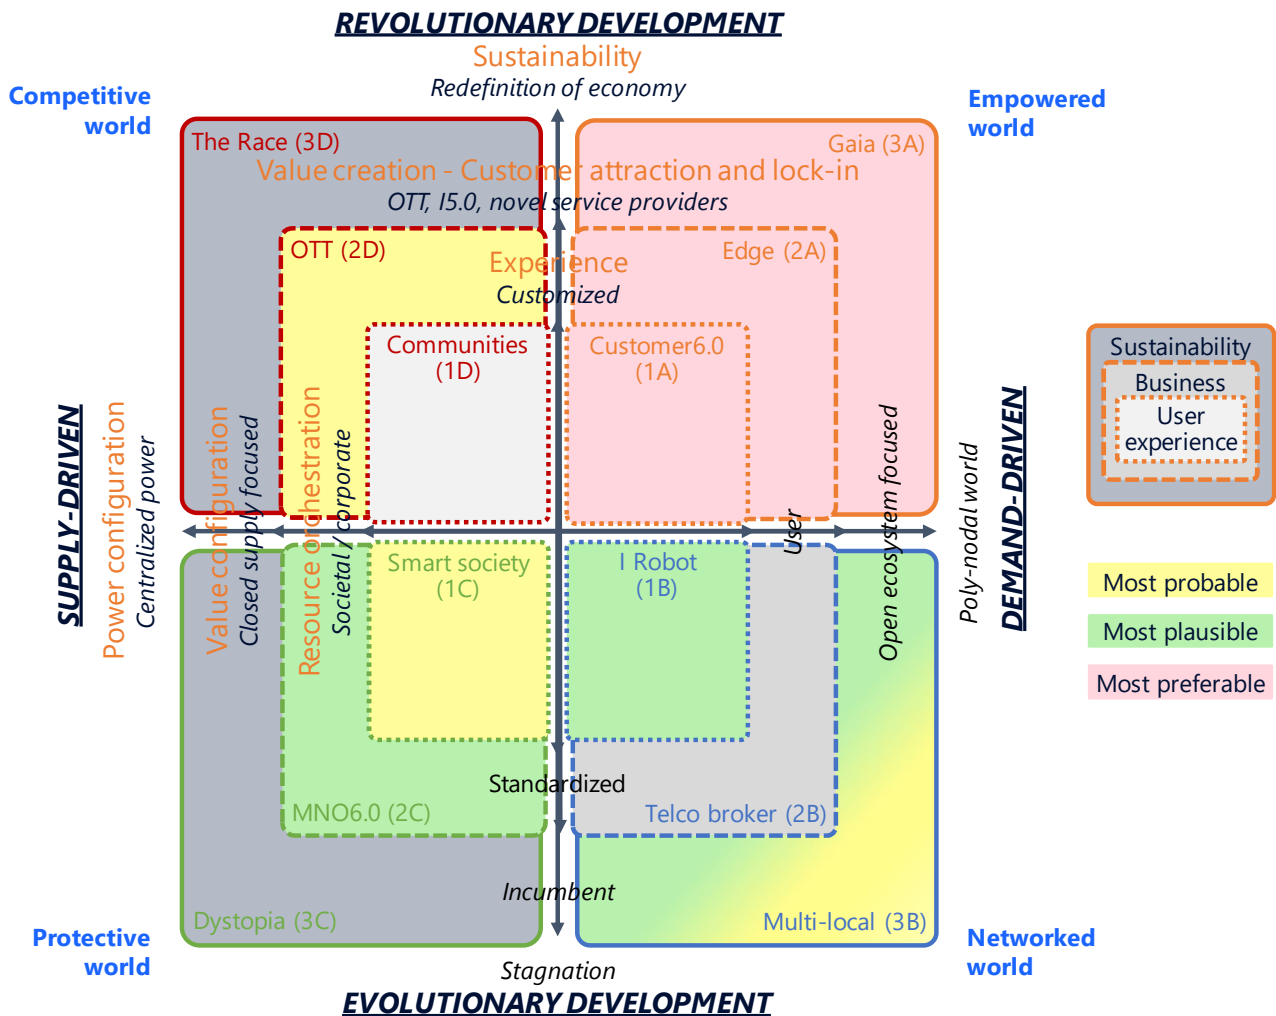 REVOLUTIONARY DEVELOPMENT
Sustainability
Redefinition of economy
Competitive
world
Empowered
world
The Race (3D)
Gaia (3A)
Value creation - Customer attraction and lock-in
OTT, I5.0, novel service providers
OTT (2D)
Edge (2A)
Experience
Customized
Communities
(1D)
Customer6.0
(1A)
Sustainability
Business
User
experience
SUPPLY-DRIVEN
Power configuration
Centralized power
Value configuration
Closed supply focused
Resource orchestration
Societal / corporate
User
Open ecosystem focused
Poly-nodal world
DEMAND-DRIVEN
Smart society
(1C)
I Robot
(1B)
Most probable
Most plausible
Most preferable
Standardized
MNO6.0 (2C)
Telco broker (2B)
Incumbent
Dystopia (3C)
Multi-local (3B)
Protective
world
Networked
world
Stagnation
EVOLUTIONARY DEVELOPMENT